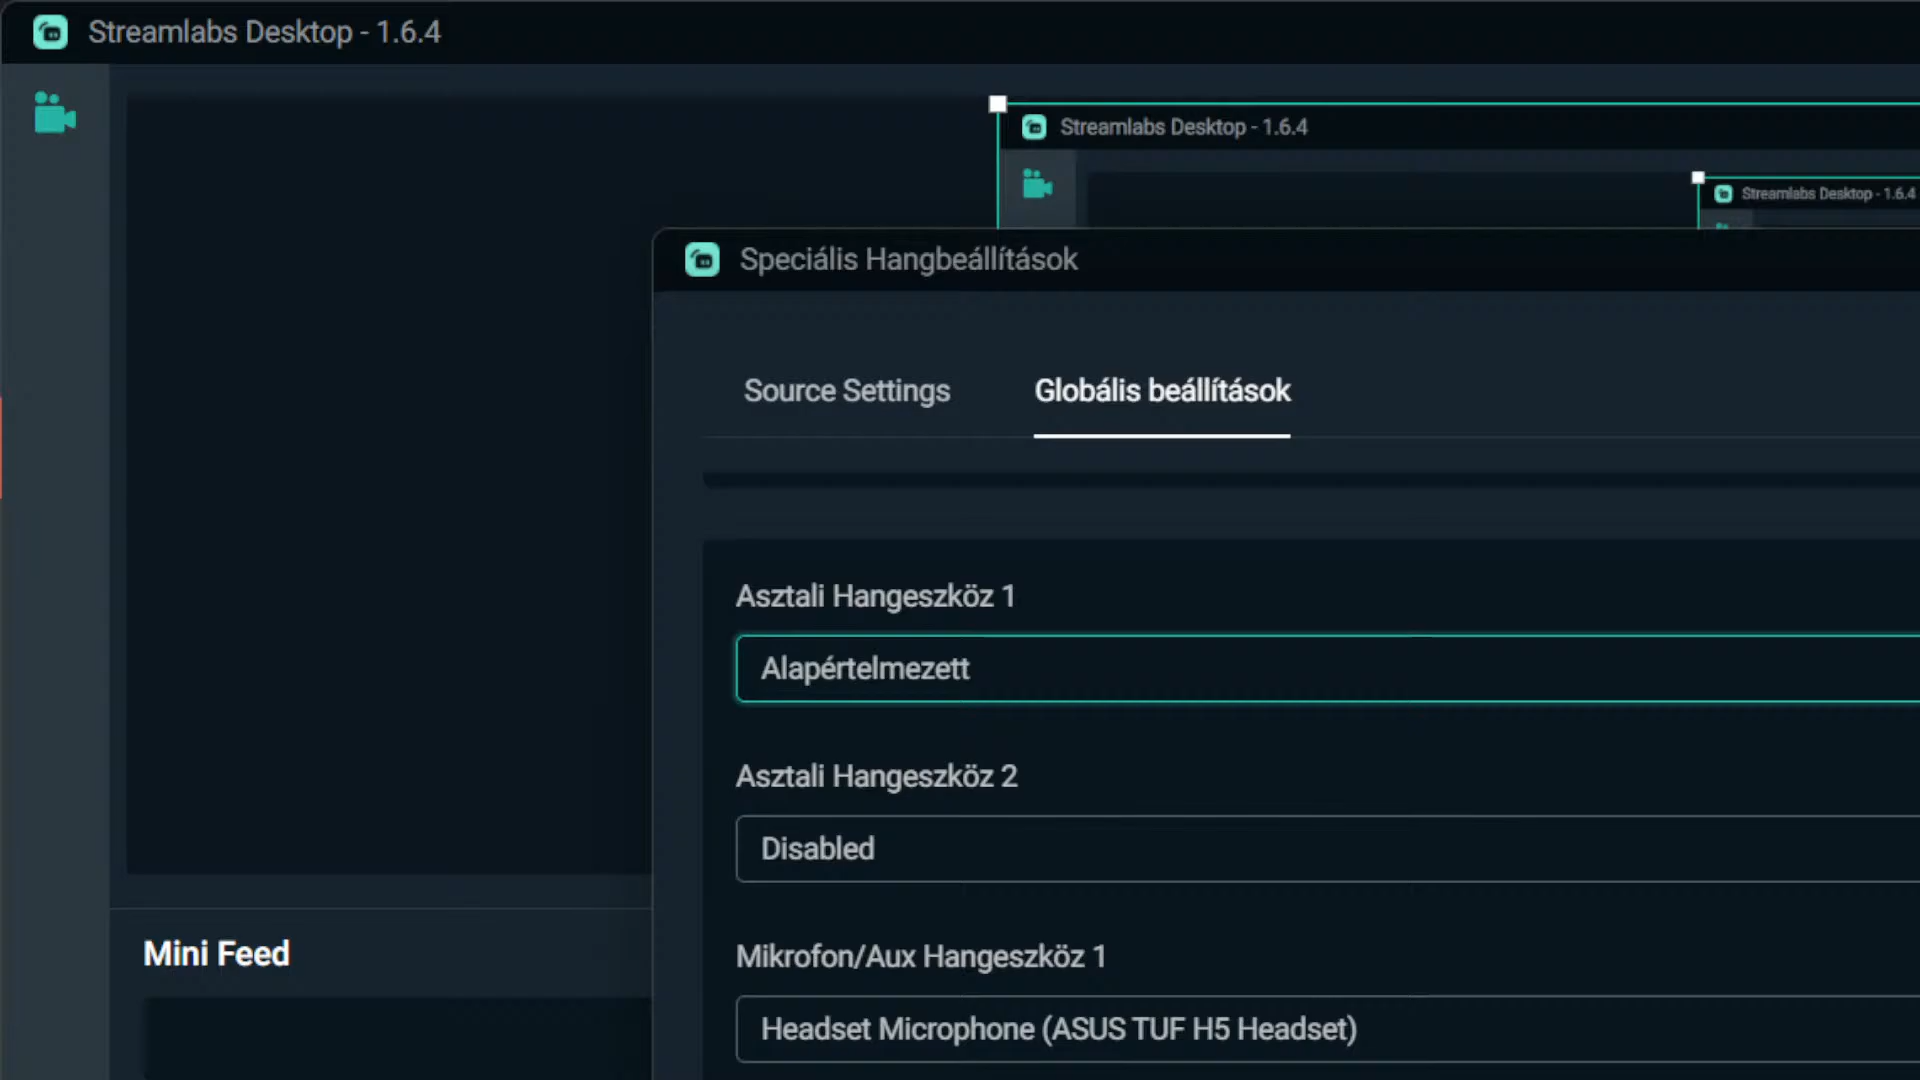 Streamlabs Desktop - 1.6.4
Streamlabs Desktop - 1.6.4
Streamlabs Desktop - 1.6.4
Speciális Hangbeállítások
Source Settings
Globális beállítások
Asztali Hangeszköz 1
Alapértelmezett
Asztali Hangeszköz 2
Disabled
Mikrofon/Aux Hangeszköz 1
Headset Microphone (ASUS TUF H5 Headset)
Mini Feed